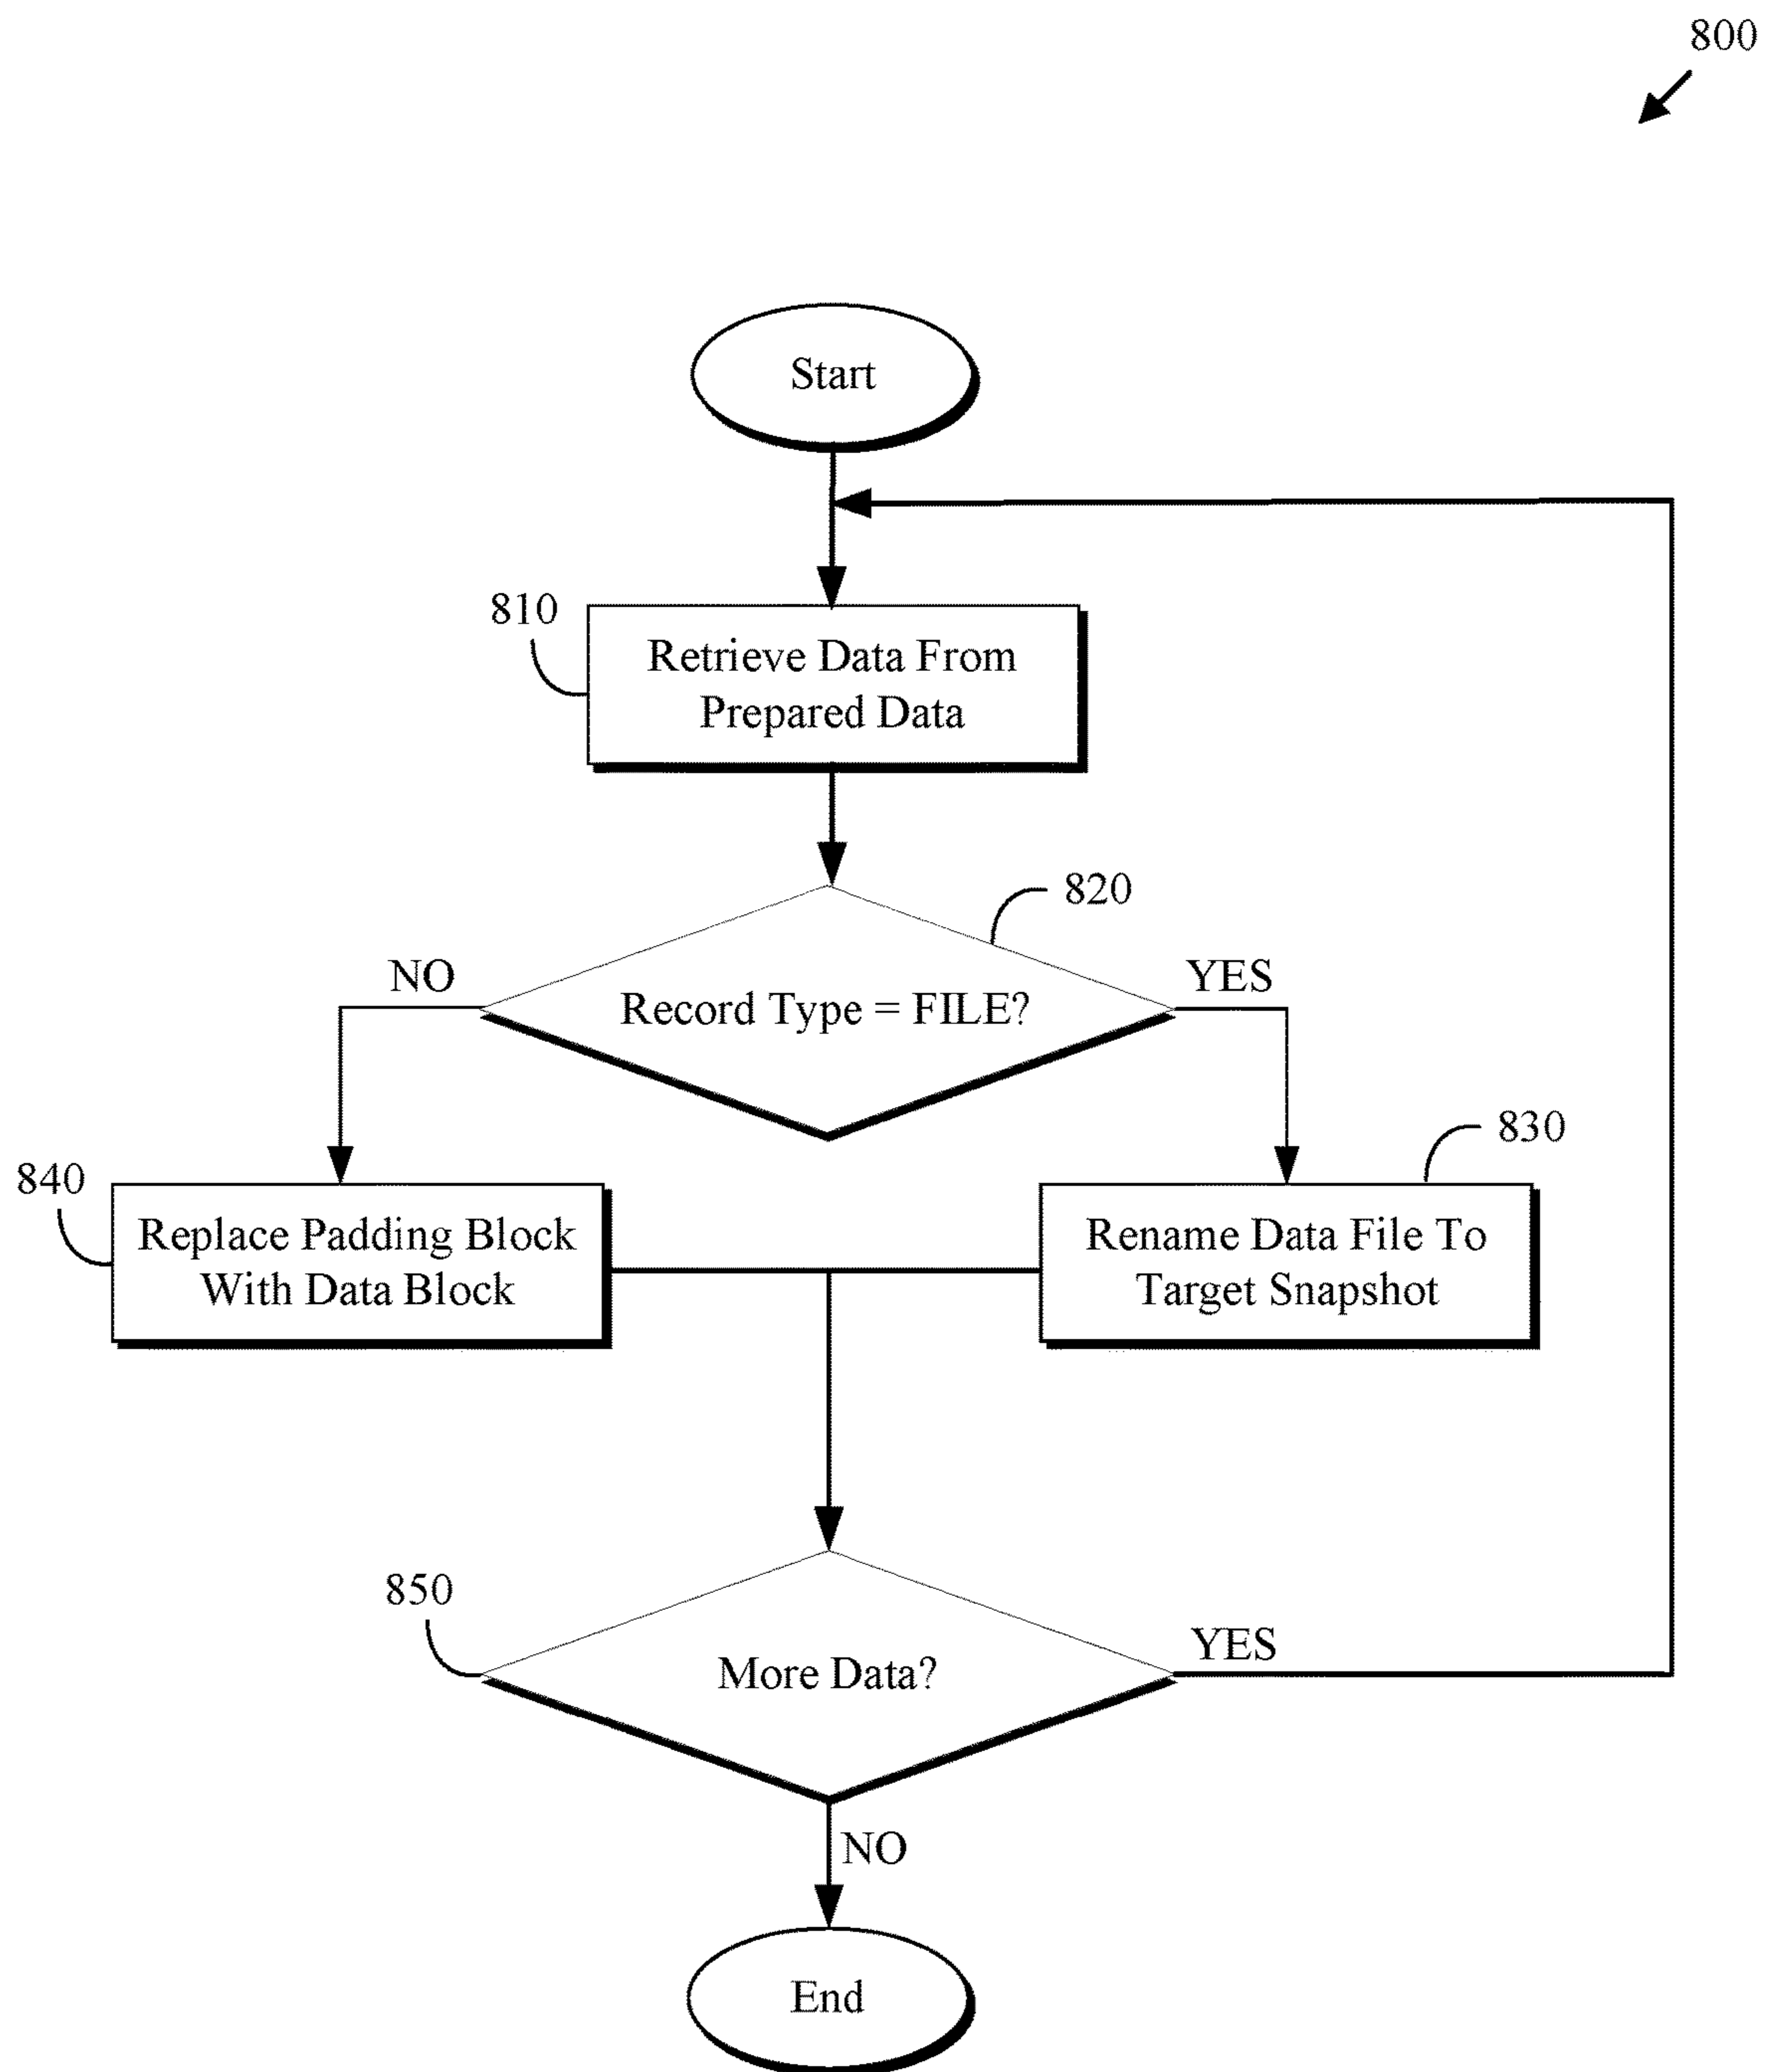 800
Start
810
Retrieve Data From
Prepared Data
820
NO
YES
Record Type = FILE?
830
840
Replace Padding Block
With Data Block
Rename Data File To
Target Snapshot
850
YES
More Data?
NO
End